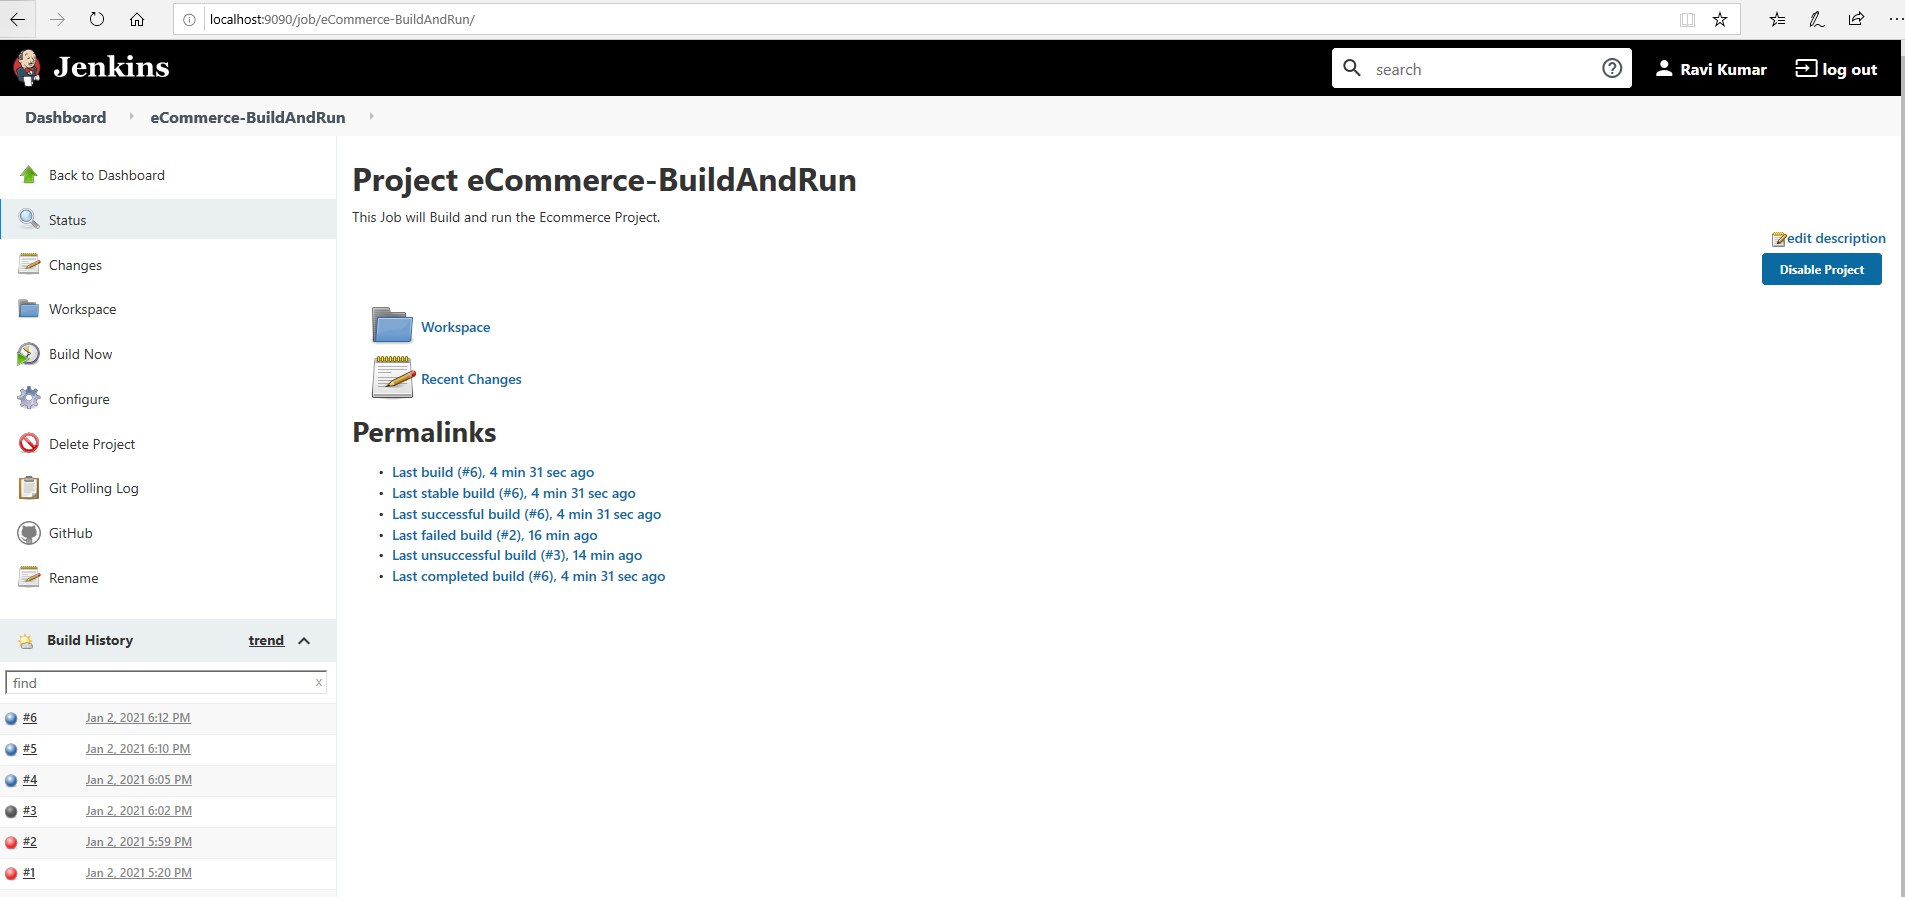 localhost:9090/job/eCommerce-BuildAndRun/
Jenkins
search
Ravi Kumar
log out
Dashboard
eCommerce-BuildAndRun
Back to Dashboard
Status
Changes
Workspace
Build Now
Configure
Delete Project
Git Polling Log
GitHub
Rename
Build History
trend
find
x
#6 Jan 2, 2021 6:12 PM
#5 Jan 2, 2021 6:10 PM
#4 Jan 2, 2021 6:05 PM
#3 Jan 2, 2021 6:02 PM
#2 Jan 2, 2021 5:59 PM
#1 Jan 2, 2021 5:20 PM
Project eCommerce-BuildAndRun
This Job will Build and run the Ecommerce Project.
edit description
Disable Project
Workspace
Recent Changes
Permalinks
• Last build (#6), 4 min 31 sec ago
• Last stable build (#6), 4 min 31 sec ago
• Last successful build (#6), 4 min 31 sec ago
• Last failed build (#2), 16 min ago
• Last unsuccessful build (#3), 14 min ago
• Last completed build (#6), 4 min 31 sec ago